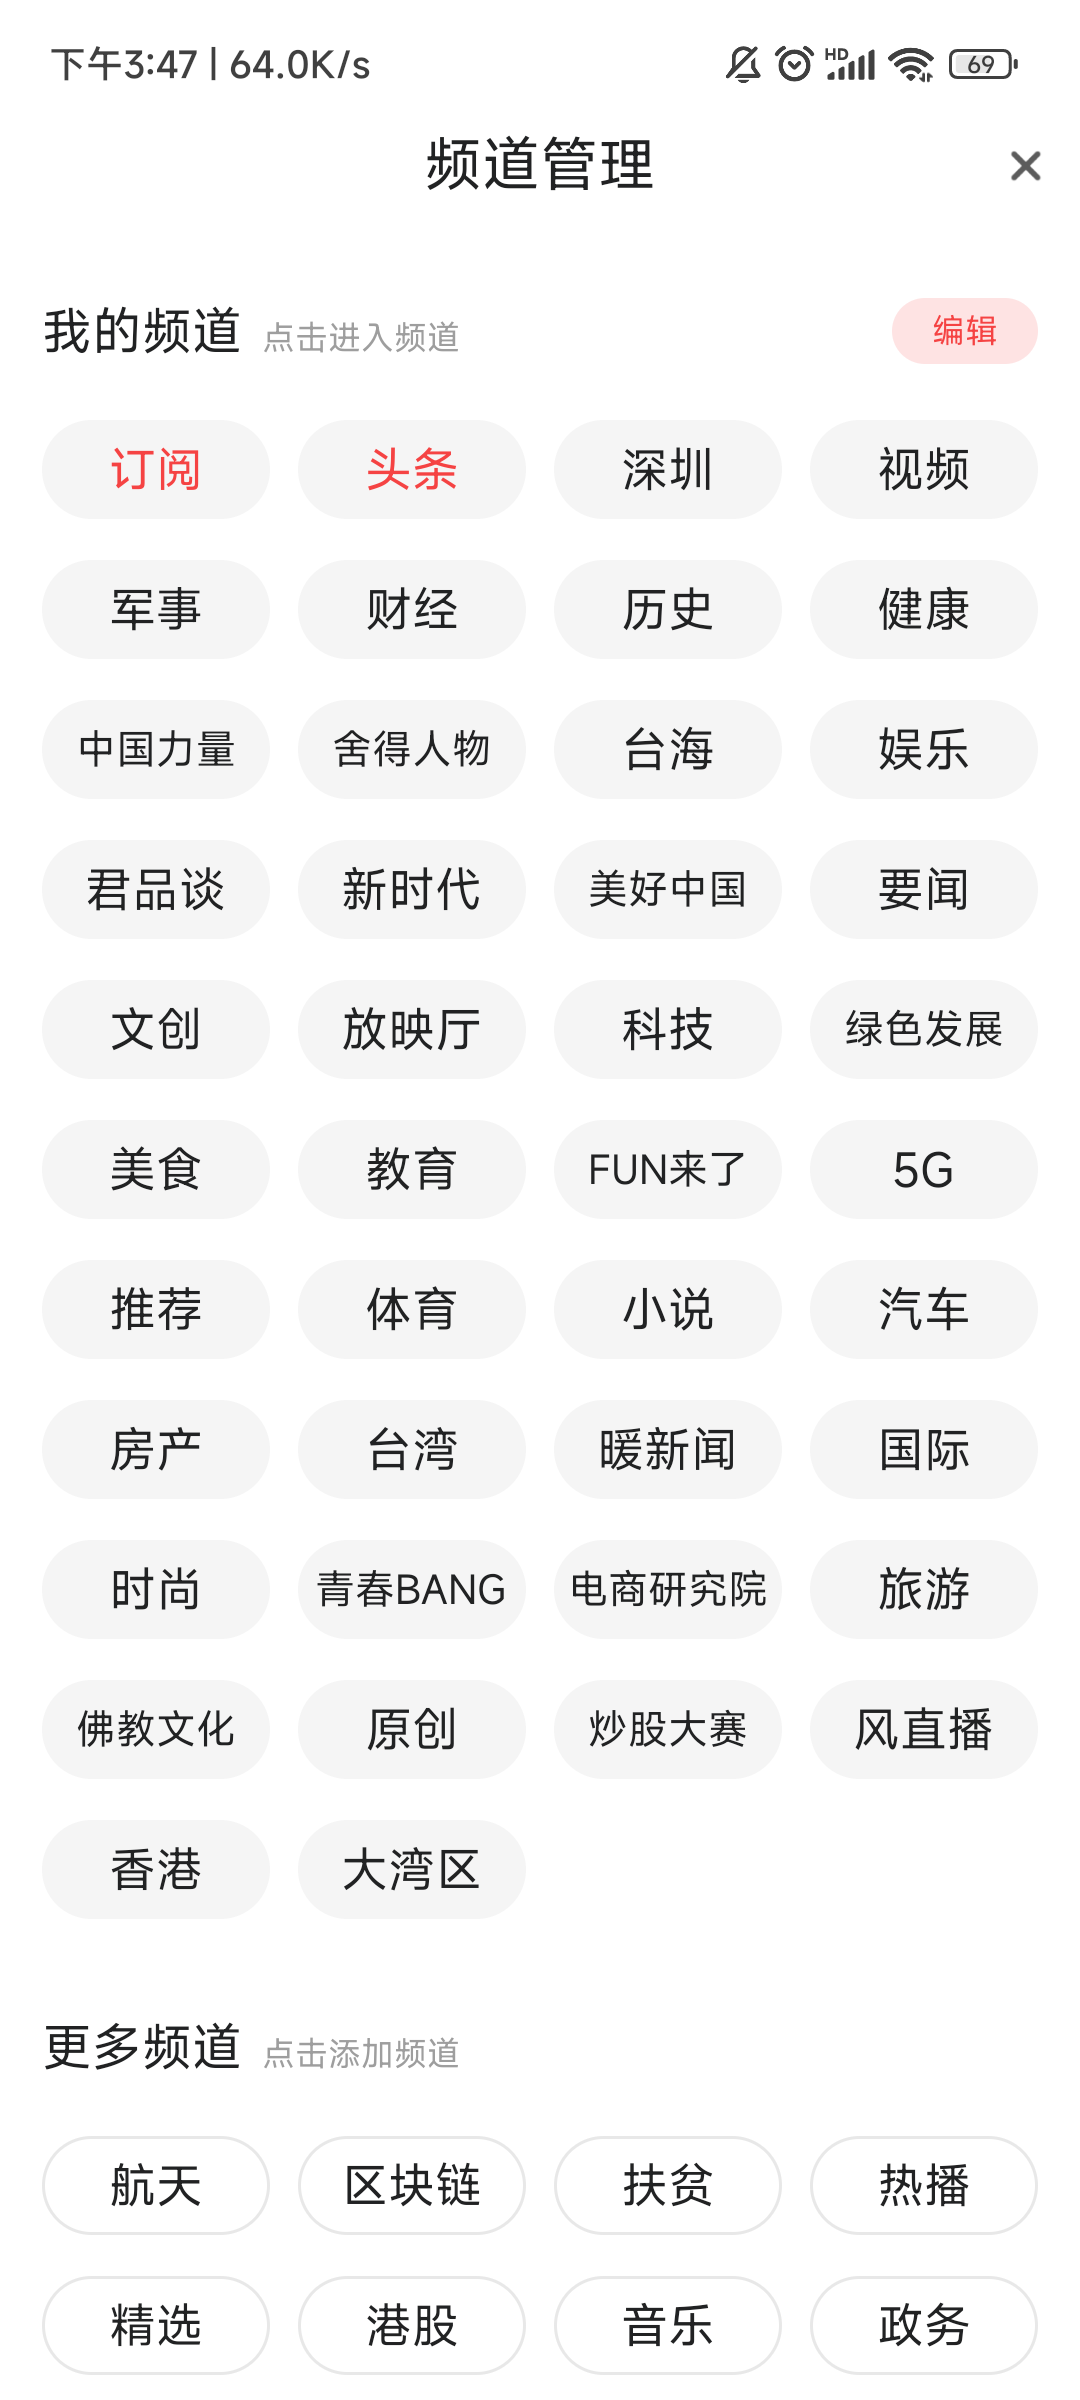 下午3:47 | 64.0K/s HD 69
频道管理
我的频道 点击进入频道 编辑
订阅 头条 深圳 视频
军事 财经 历史 健康
中国力量 舍得人物 台海 娱乐
君品谈 新时代 美好中国 要闻
文创 放映厅 科技 绿色发展
美食 教育 FUN来了 5G
推荐 体育 小说 汽车
房产 台湾 暖新闻 国际
时尚 青春BANG 电商研究院 旅游
佛教文化 原创 炒股大赛 风直播
香港 大湾区
更多频道 点击添加频道
航天 区块链 扶贫 热播
精选 港股 音乐 政务